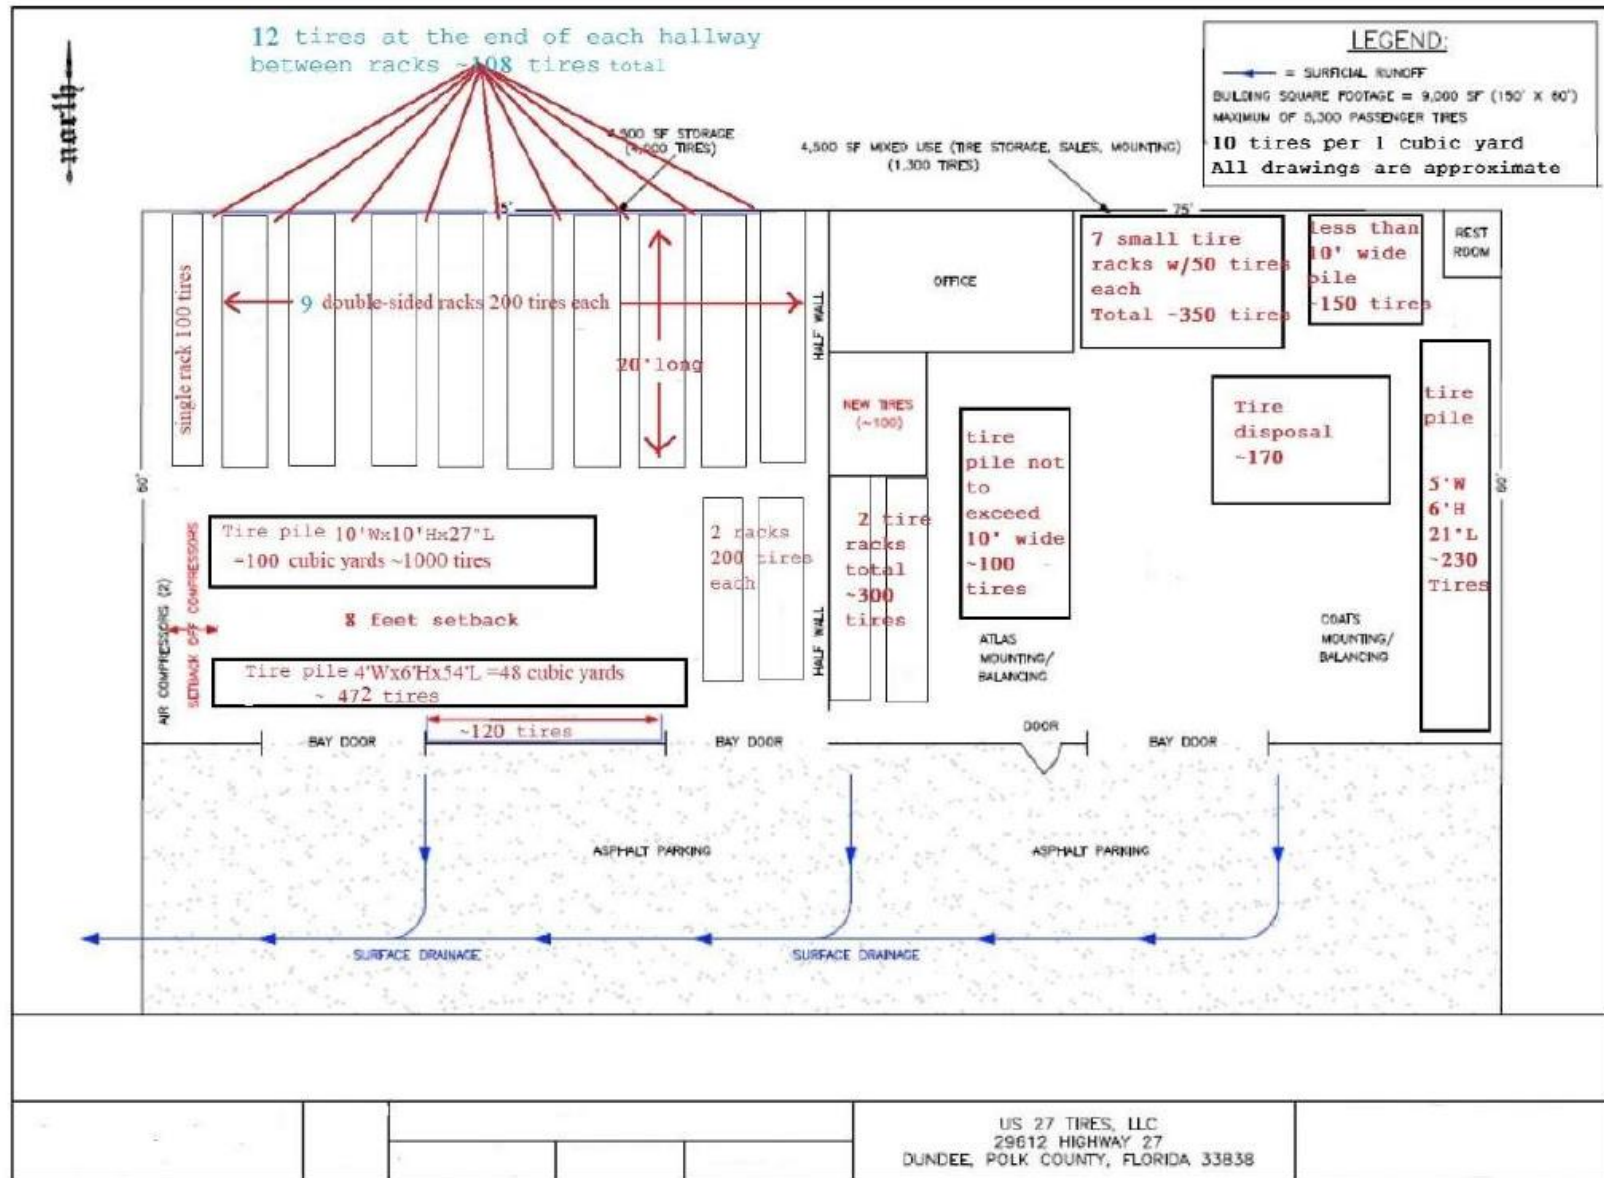 12 tires at the end of each hallway
between racks ~108 tires total
north
LEGEND:
= SURFICIAL RUNOFF
BUILDING SQUARE FOOTAGE = 9,000 SF (150' X 60')
MAXIMUM OF 5,300 PASSENGER TIRES
10 tires per 1 cubic yard
All drawings are approximate
4,500 SF STORAGE
(4,000 TIRES)
4,500 SF MIXED USE (TIRE STORAGE, SALES, MOUNTING)
(1,300 TIRES)
5'
75'
single rack 100 tires
9 double-sided racks 200 tires each
20' long
HALF WALL
OFFICE
7 small tire
racks w/50 tires
each
Total ~350 tires
less than
10' wide
pile
~150 tires
REST
ROOM
NEW TIRES
(~100)
tire
pile not
to
exceed
10' wide
~100
tires
Tire
disposal
~170
tire
pile
5'W
6'H
21"L
~230
Tires
60'
60'
AIR COMPRESSORS (2)
SETBACK OFF COMPRESSORS
Tire pile 10'Wx10'Hx27"L
=100 cubic yards ~1000 tires
8 feet setback
Tire pile 4'Wx6'Hx54'L =48 cubic yards
~ 472 tires
~120 tires
2 racks
200 tires
each
HALF WALL
2 tire
racks
total
~300
tires
ATLAS
MOUNTING/
BALANCING
COATS
MOUNTING/
BALANCING
BAY DOOR
BAY DOOR
DOOR
BAY DOOR
ASPHALT PARKING
ASPHALT PARKING
SURFACE DRAINAGE
SURFACE DRAINAGE
US 27 TIRES, LLC
29612 HIGHWAY 27
DUNDEE, POLK COUNTY, FLORIDA 33838